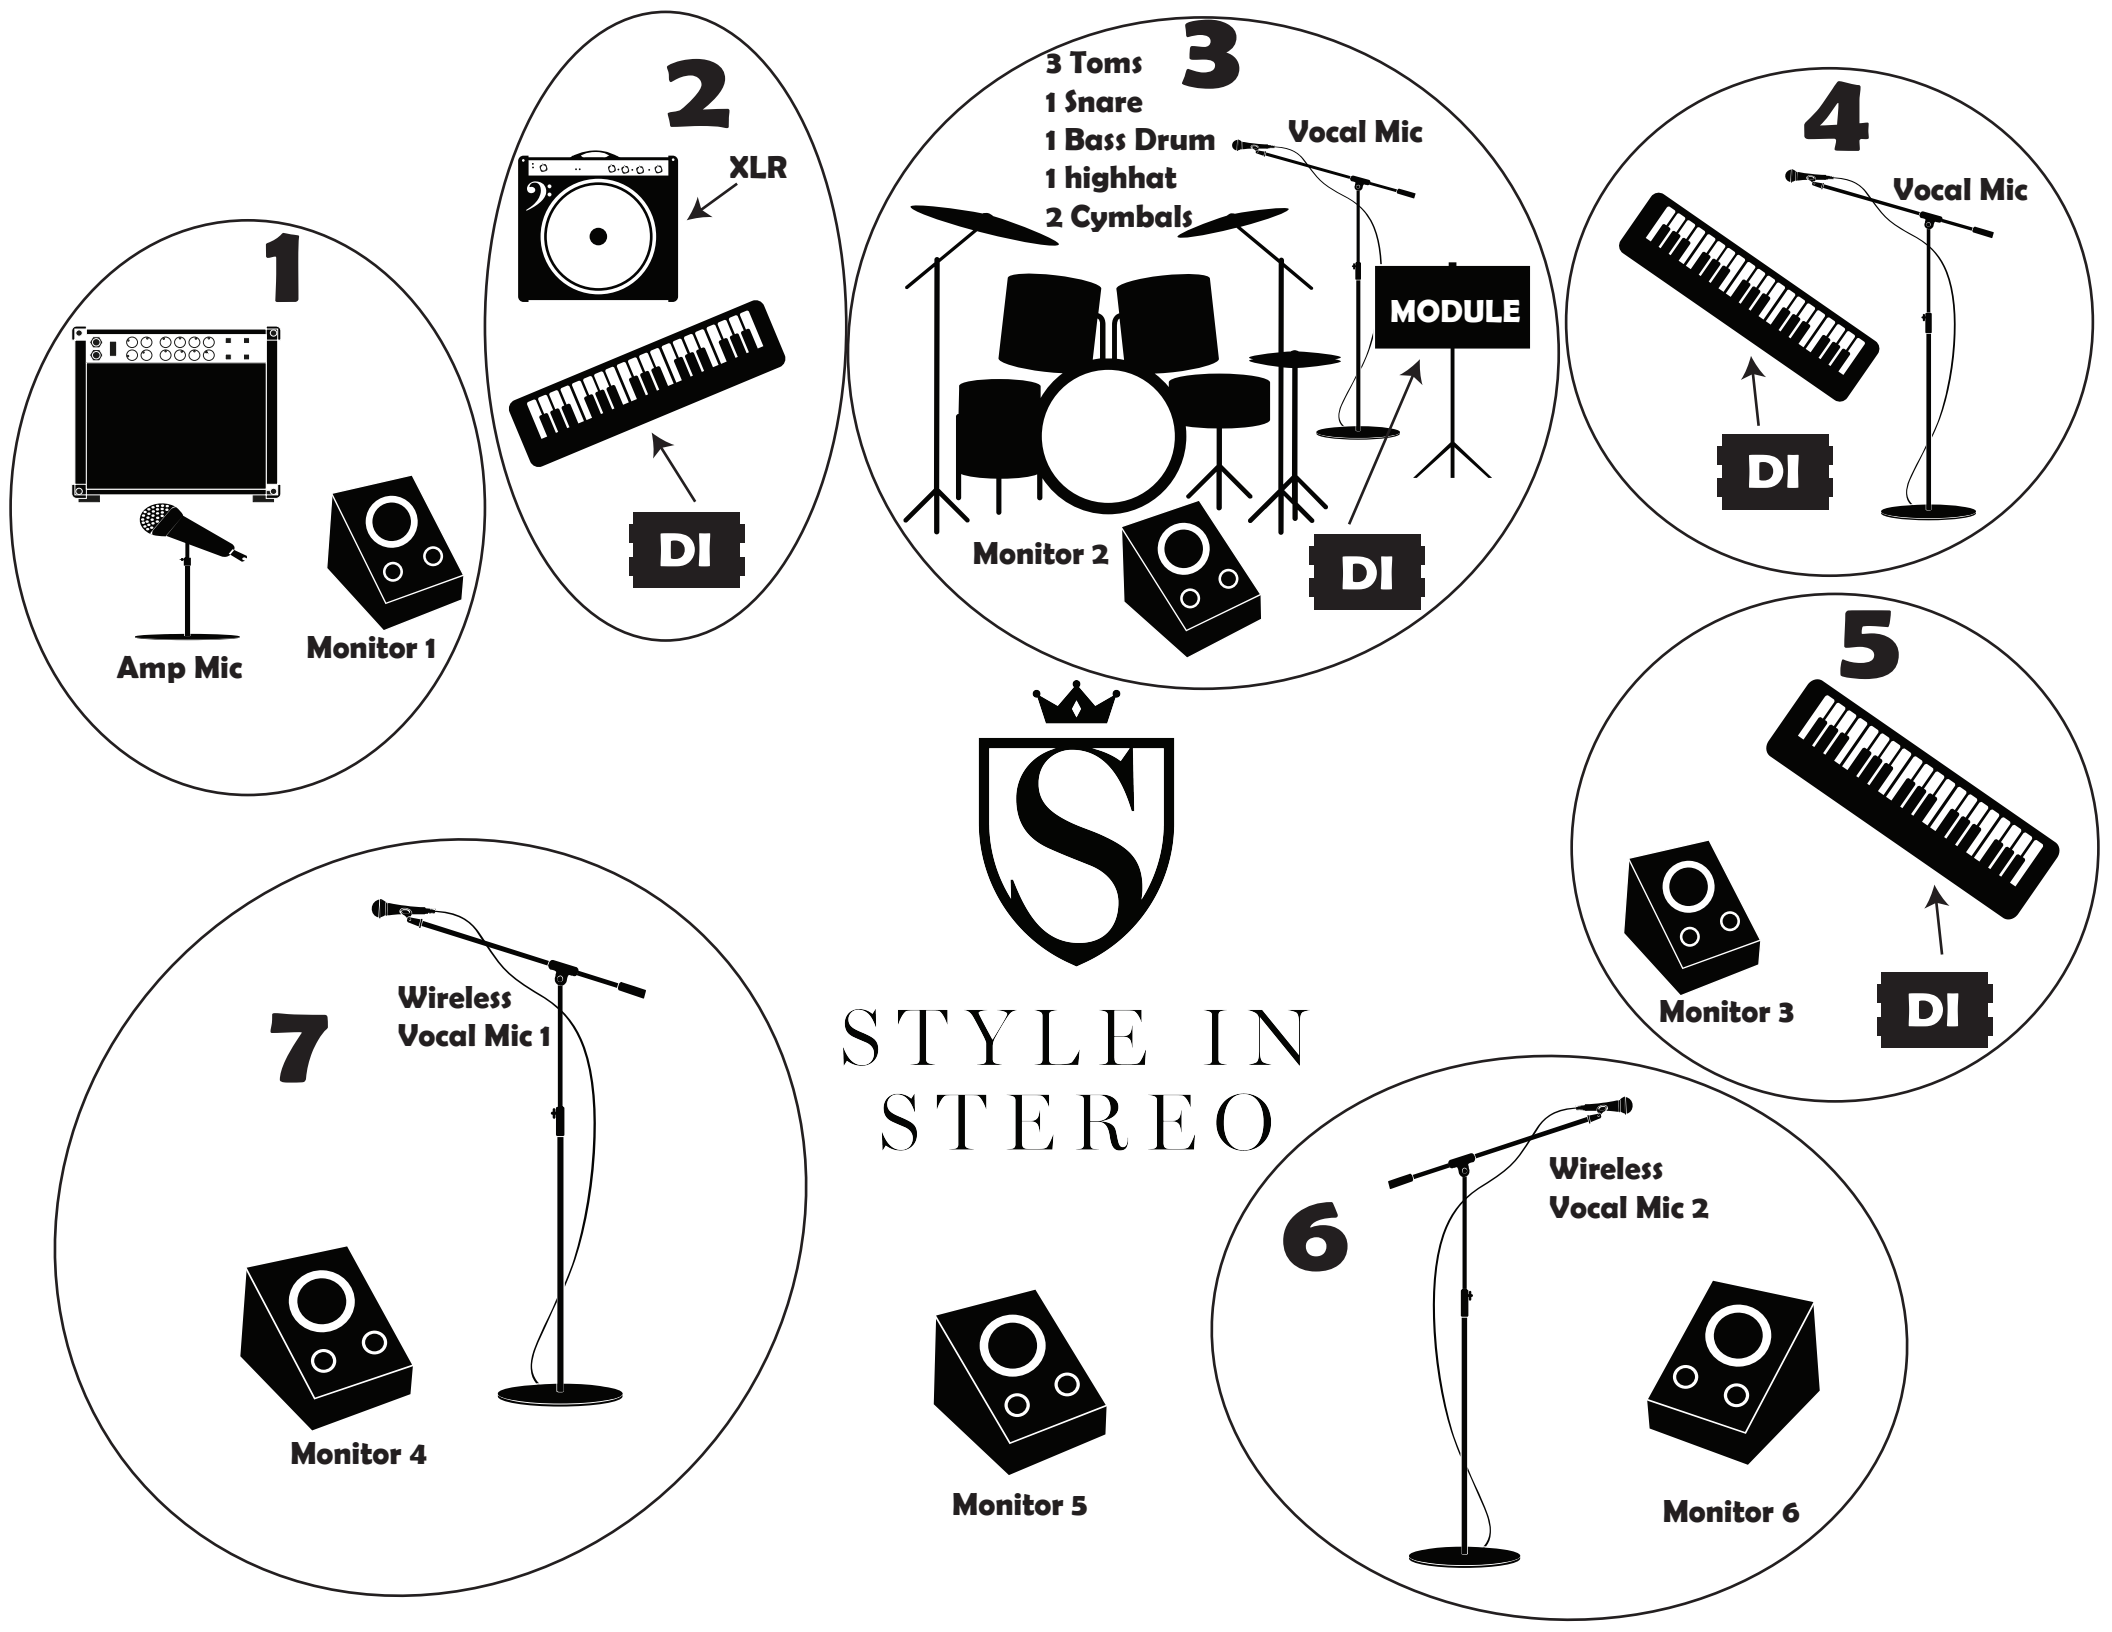 1
Amp Mic
Monitor 1
2
XLR
DI
3
3 Toms
1 Snare
1 Bass Drum
1 highhat
2 Cymbals
Vocal Mic
MODULE
Monitor 2
DI
4
Vocal Mic
DI
5
Monitor 3
DI
S
STYLE IN
STEREO
7
Wireless
Vocal Mic 1
Monitor 4
Monitor 5
6
Wireless
Vocal Mic 2
Monitor 6